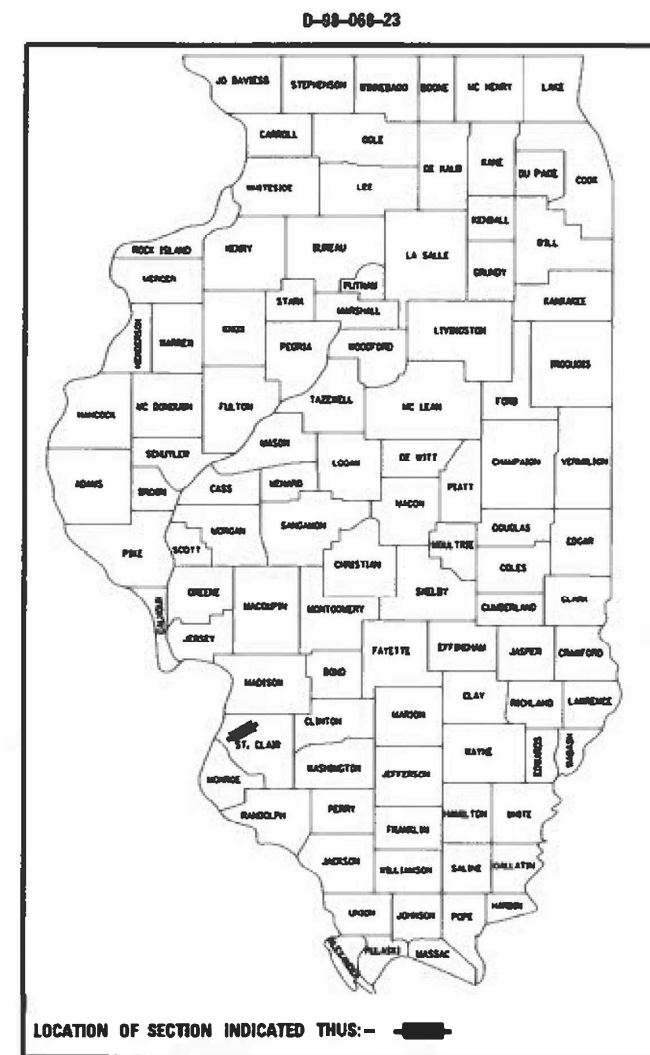 D-98-068-23
JO DAVIESS STEPHENSON WINNEBAGO BOONE MC HENRY LAKE
CARROLL OGLE
DE KALB KANE DU PAGE COOK
WHITESIDE LEE
KENDALL WILL
ROCK ISLAND HENRY BUREAU LA SALLE GRUNDY
MERCER PUTNAM KANKAKEE
STARK MARSHALL
HENDERSON WARREN KNOX PEORIA WOODFORD LIVINGSTON IROQUOIS
HANCOCK MC DONOUGH FULTON TAZEWELL MC LEAN FORD
MASON
SCHUYLER LOGAN DE WITT CHAMPAIGN VERMILION
ADAMS BROWN CASS MENARD PIATT
MACON
MORGAN SANGAMON DOUGLAS
PIKE SCOTT CHRISTIAN MOULTRIE EDGAR
COLES
GREENE MACOUPIN MONTGOMERY SHELBY CLARK
CALHOUN CUMBERLAND
JERSEY FAYETTE EFFINGHAM JASPER CRAWFORD
MADISON BOND
CLAY RICHLAND LAWRENCE
CLINTON MARION
ST. CLAIR WAYNE EDWARDS WABASH
MONROE WASHINGTON JEFFERSON
RANDOLPH PERRY HAMILTON WHITE
FRANKLIN
JACKSON WILLIAMSON SALINE GALLATIN
UNION JOHNSON POPE HARDIN
ALEXANDER PULASKI MASSAC
LOCATION OF SECTION INDICATED THUS:-